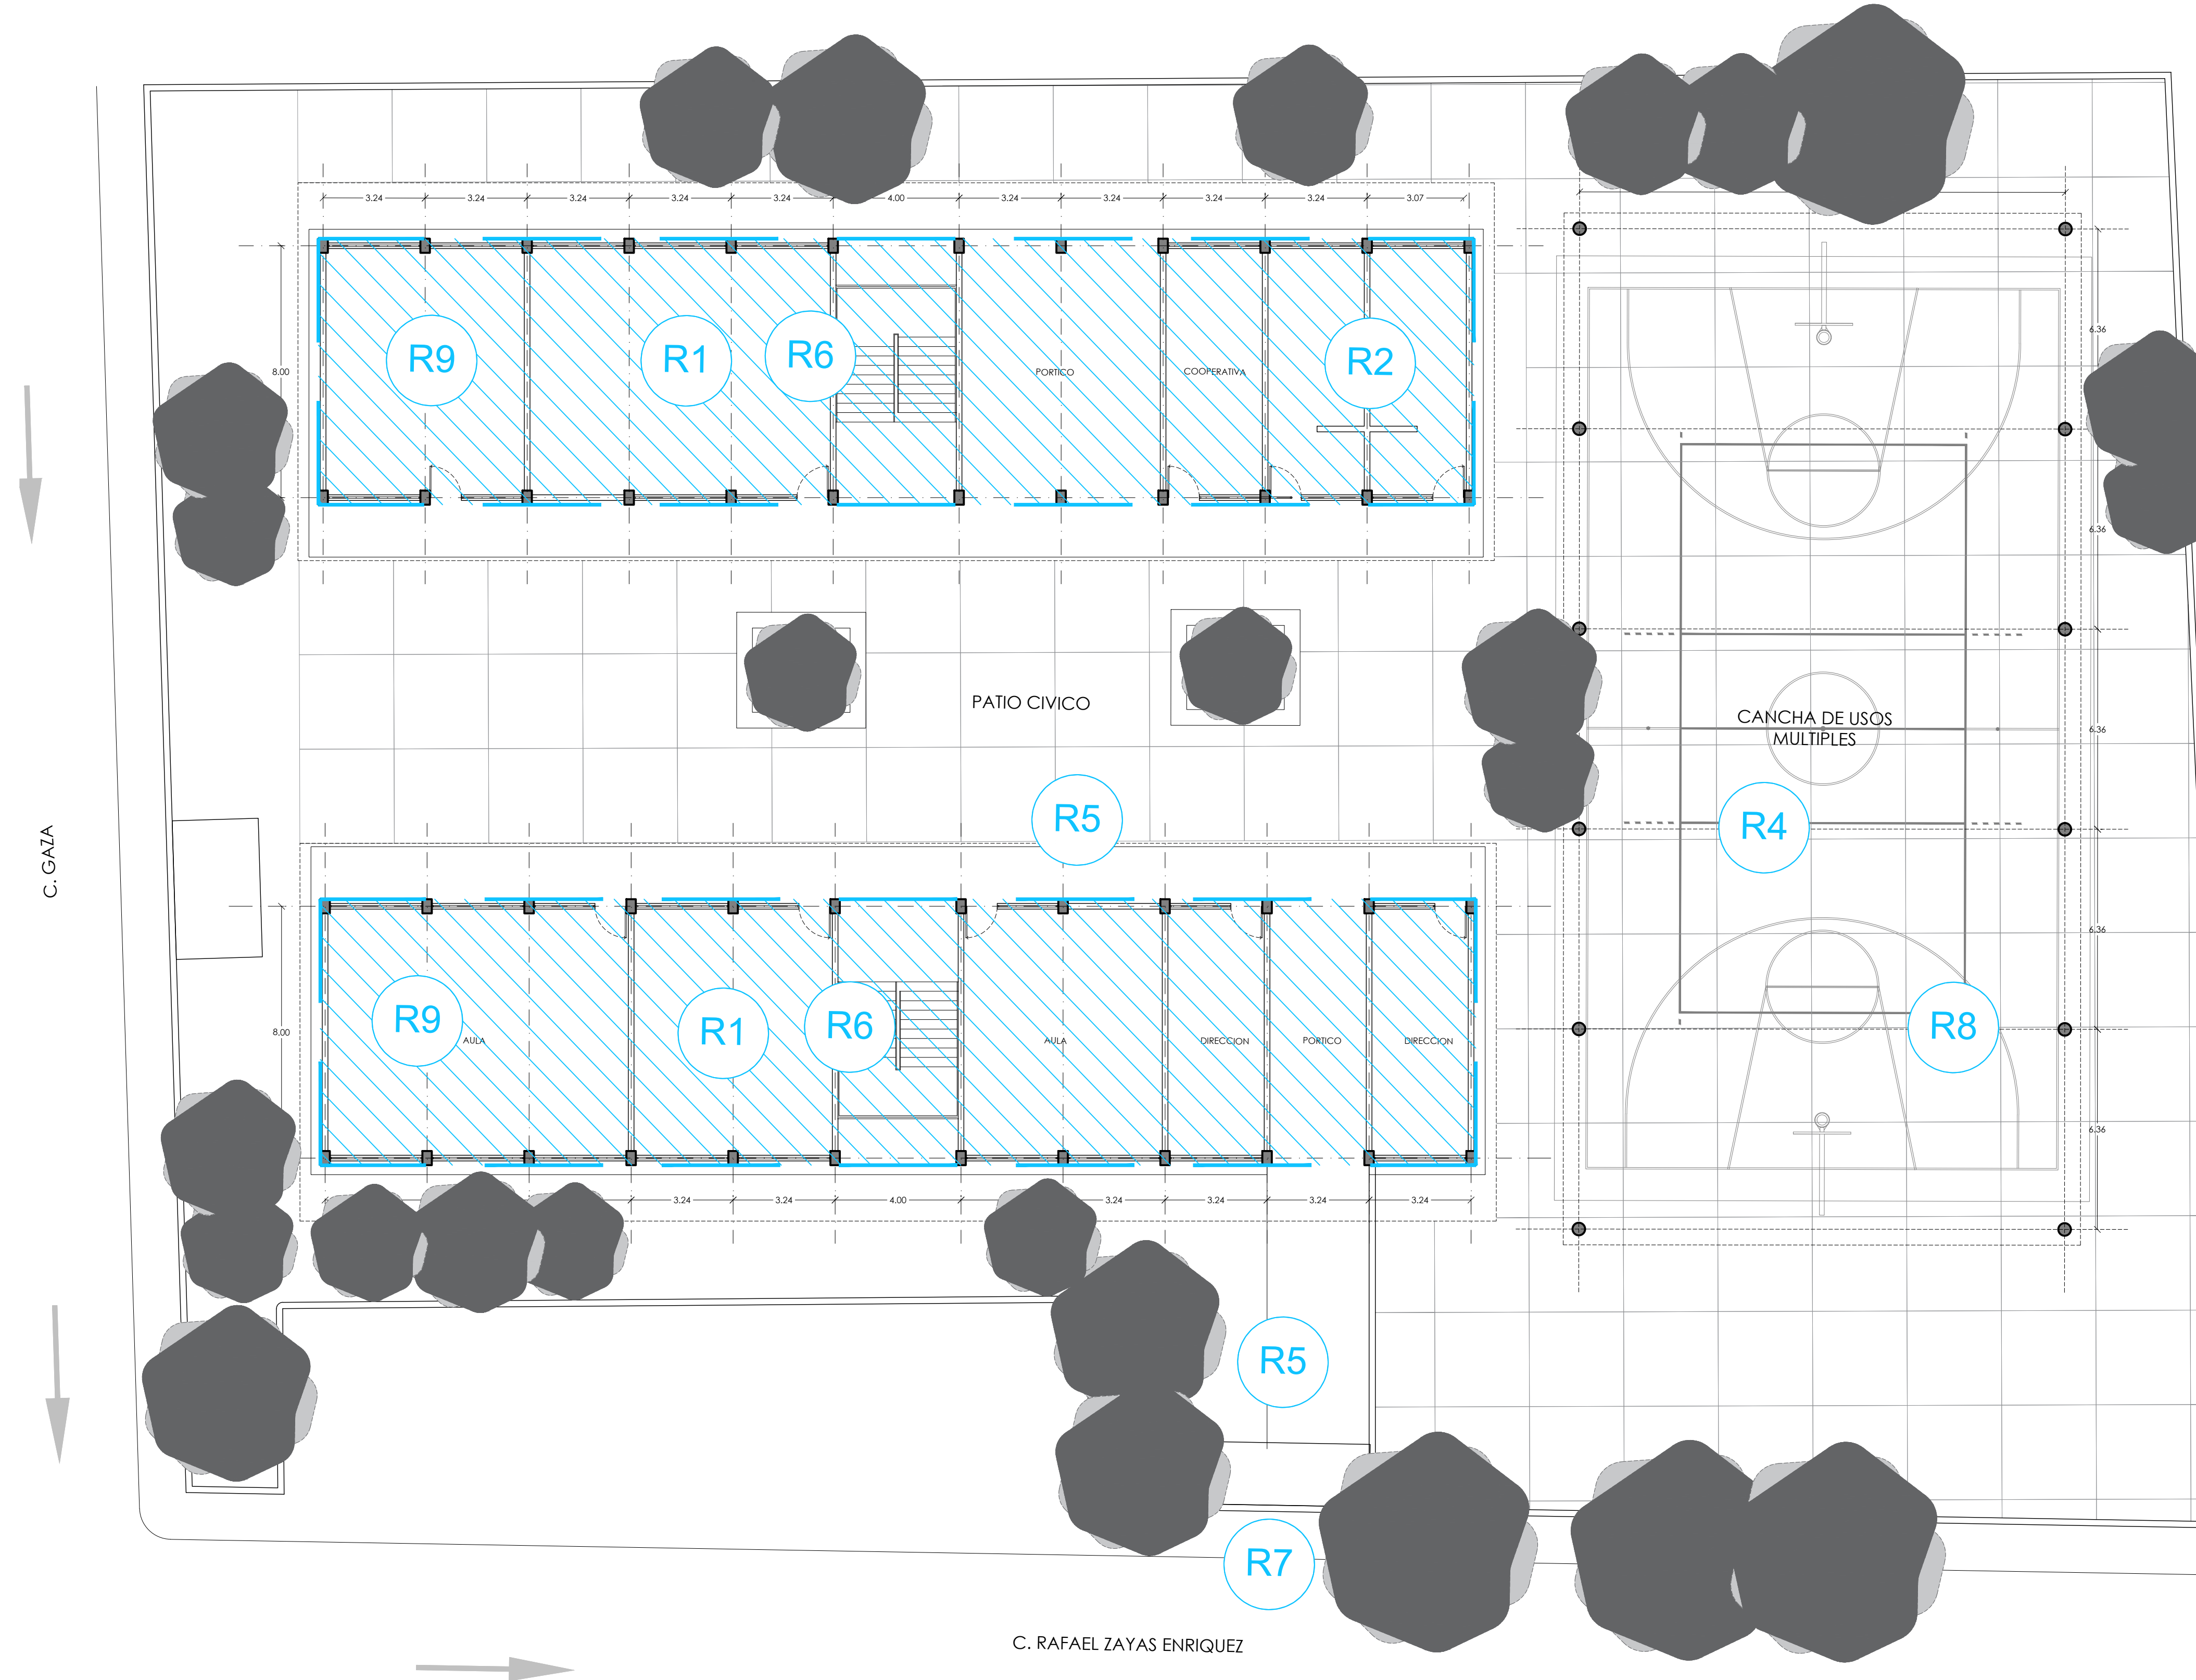 3.24
3.24
3.24
3.24
3.24
4.00
3.24
3.24
3.24
3.24
3.07
8.00
R9
R1
R6
PORTICO
COOPERATIVA
R2
6.36
6.36
PATIO CIVICO
CANCHA DE USOS
MULTIPLES
6.36
R5
R4
C. GAZA
6.36
8.00
R9
AULA
R1
R6
AULA
DIRECCION
PORTICO
DIRECCION
R8
6.36
3.24
3.24
4.00
3.24
3.24
3.24
3.24
R5
R7
C. RAFAEL ZAYAS ENRIQUEZ